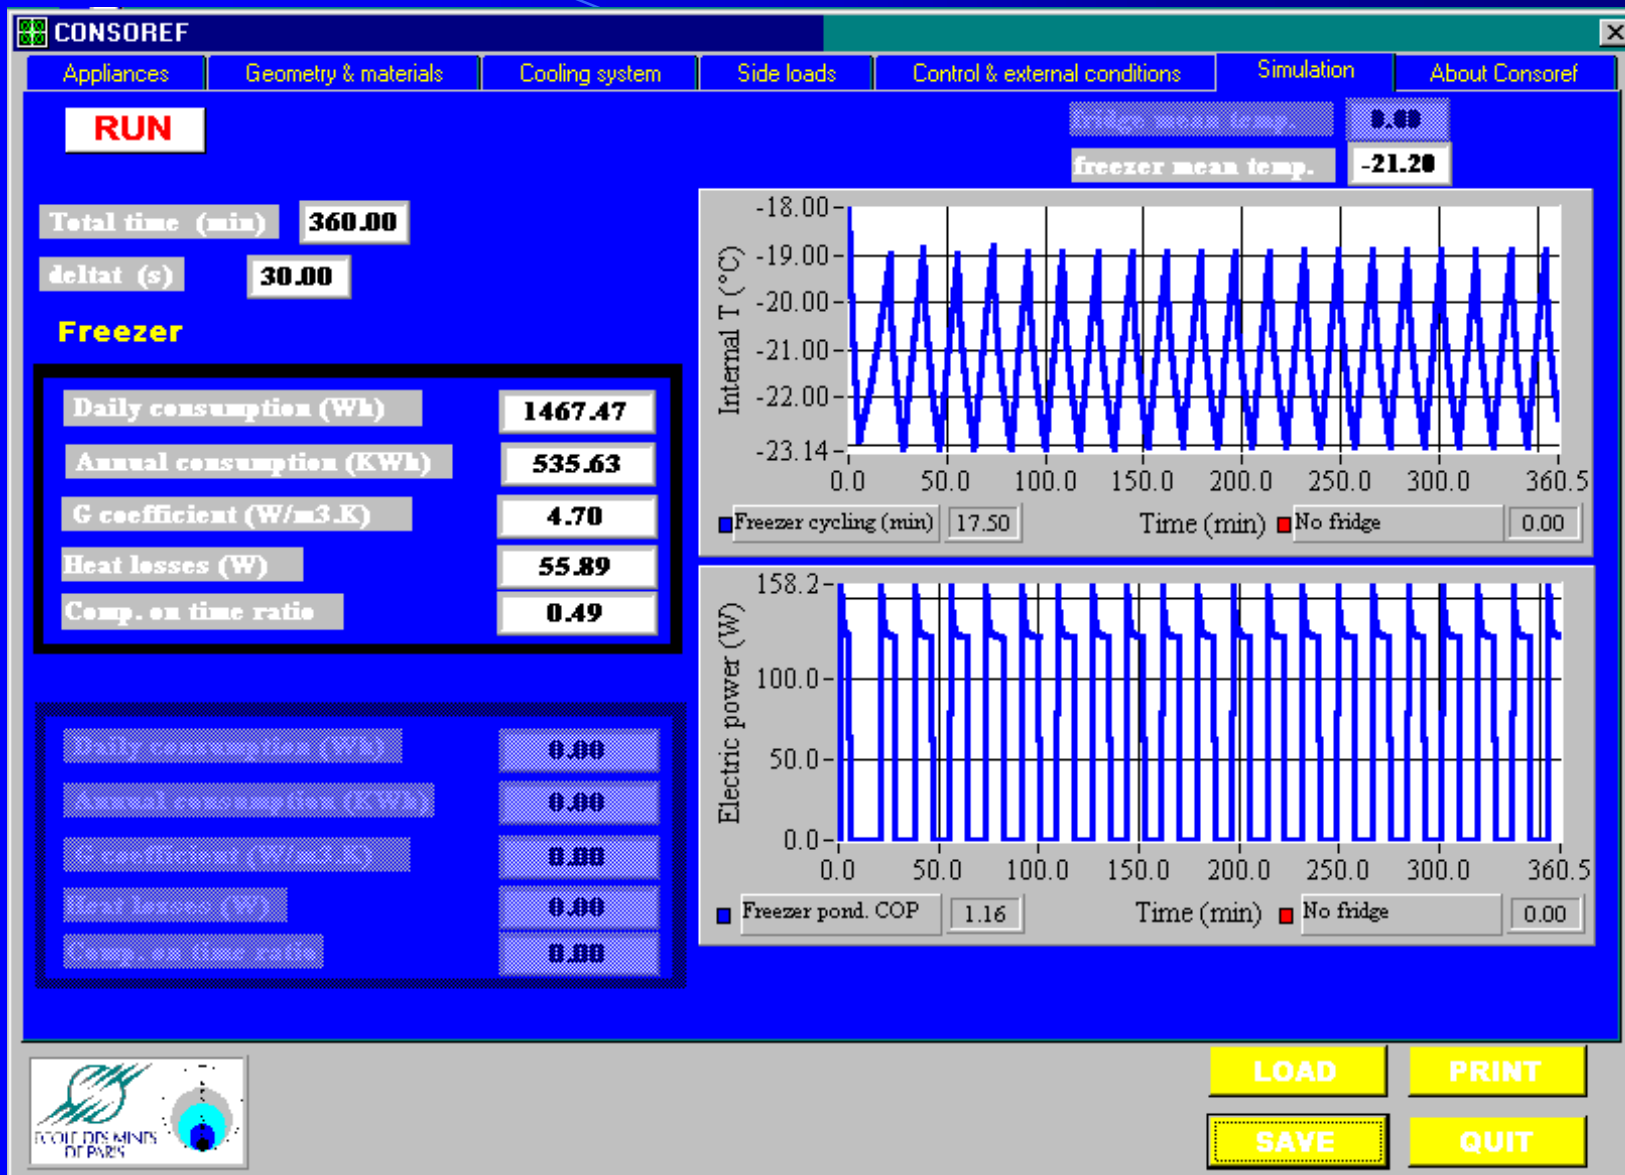 CONSOREF
Appliances Geometry & materials Cooling system Side loads Control & external conditions Simulation About Consoref
RUN
fridge mean temp. 0.00
freezer mean temp. -21.20
Total time (min) 360.00
deltat (s) 30.00
Freezer
Daily consumption (Wh) 1467.47
Annual consumption (KWh) 535.63
G coefficient (W/m3.K) 4.70
Heat losses (W) 55.89
Comp. on time ratio 0.49
Daily consumption (Wh) 0.00
Annual consumption (KWh) 0.00
G coefficient (W/m3.K) 0.00
Heat losses (W) 0.00
Comp. on time ratio 0.00
Internal T (°C)
-18.00
-19.00
-20.00
-21.00
-22.00
-23.14
0.0 50.0 100.0 150.0 200.0 250.0 300.0 360.5
Freezer cycling (min) 17.50 Time (min) No fridge 0.00
Electric power (W)
158.2
100.0
50.0
0.0
0.0 50.0 100.0 150.0 200.0 250.0 300.0 360.5
Freezer pond. COP 1.16 Time (min) No fridge 0.00
ECOLE DES MINES
DE PARIS
LOAD PRINT
SAVE QUIT